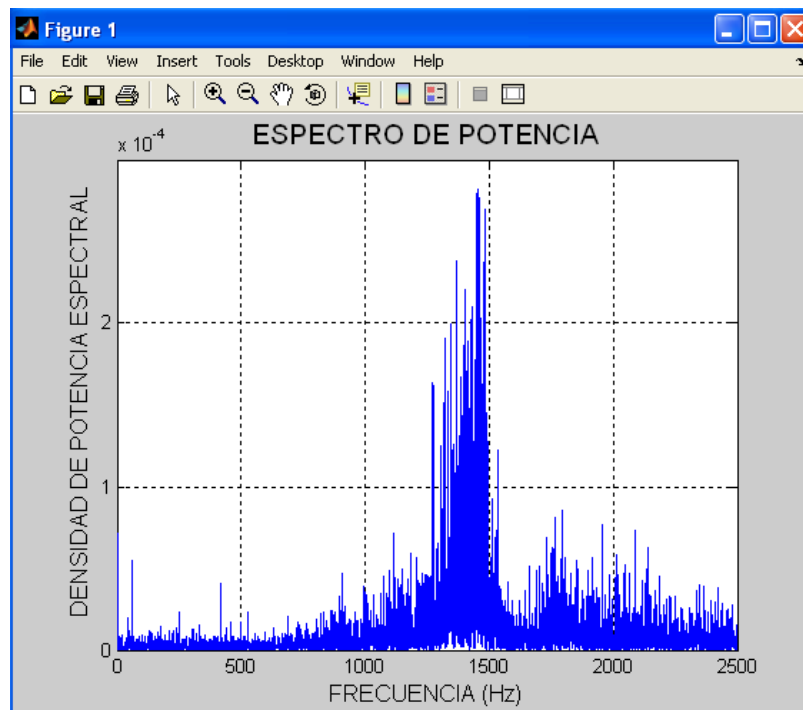 Figure 1
File Edit View Insert Tools Desktop Window Help
x 10-4
ESPECTRO DE POTENCIA
DENSIDAD DE POTENCIA ESPECTRAL
2
1
0
0 500 1000 1500 2000 2500
FRECUENCIA (Hz)